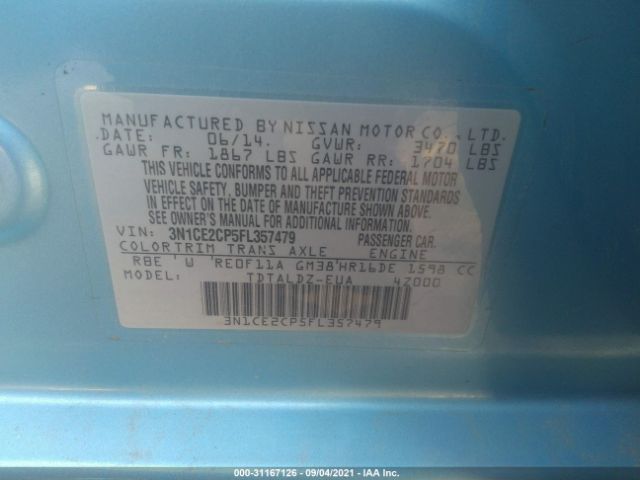 MANUFACTURED BY NISSAN MOTOR CO.,LTD.
DATE: 06/14. GVWR: 3470 LBS
GAWR FR: 1867 LBS GAWR RR: 1704 LBS
THIS VEHICLE CONFORMS TO ALL APPLICABLE FEDERAL MOTOR
VEHICLE SAFETY, BUMPER AND THEFT PREVENTION STANDARDS
IN EFFECT ON THE DATE OF MANUFACTURE SHOWN ABOVE.
SEE OWNER'S MANUAL FOR ADDITIONAL INFORMATION.
VIN: 3N1CE2CP5FL357479 PASSENGER CAR.
COLOR TRIM TRANS AXLE ENGINE
RBE ' W 'RE0F11A GM38'HR16DE 1598 CC
MODEL: TDTALDZ-EUA 4Z000
3N1CE2CP5FL357479
000-31167126 - 09/04/2021 - IAA Inc.